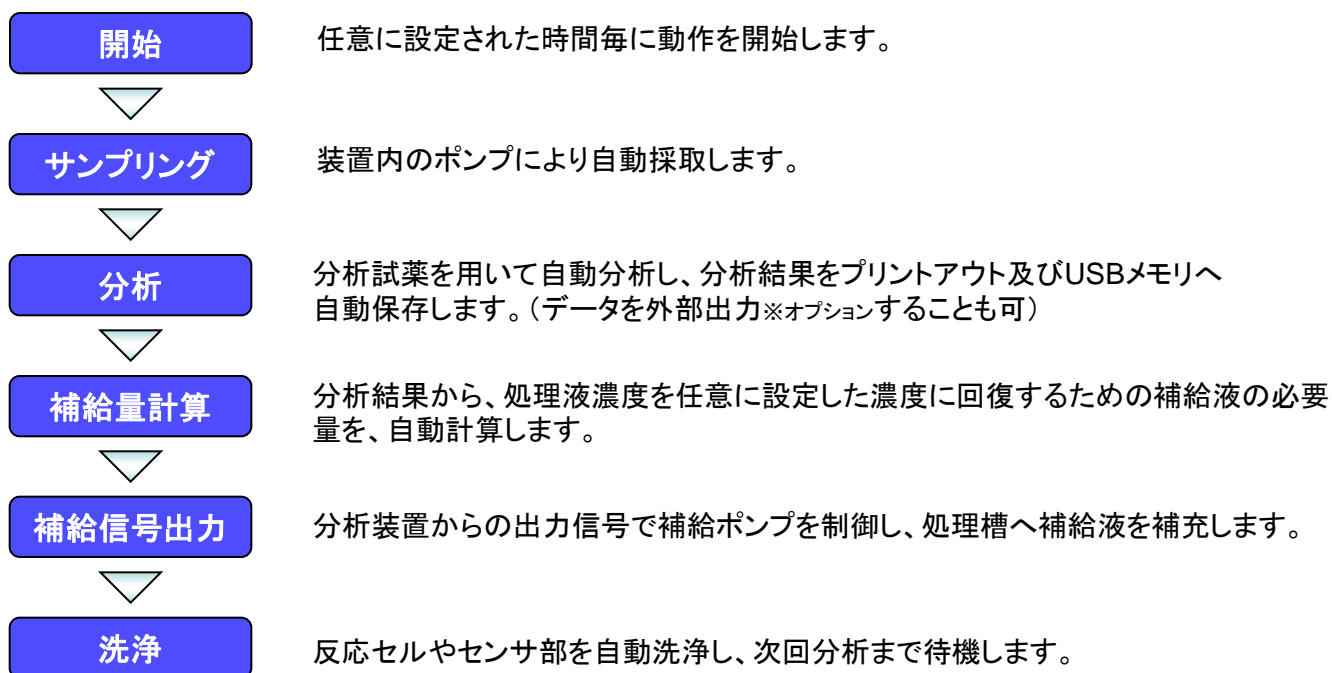 開始
任意に設定された時間毎に動作を開始します。
サンプリング
装置内のポンプにより自動採取します。
分析
分析試薬を用いて自動分析し、分析結果をプリントアウト及びUSBメモリへ
自動保存します。（データを外部出力※オプションすることも可）
補給量計算
分析結果から、処理液濃度を任意に設定した濃度に回復するための補給液の必要
量を、自動計算します。
補給信号出力
分析装置からの出力信号で補給ポンプを制御し、処理槽へ補給液を補充します。
洗浄
反応セルやセンサ部を自動洗浄し、次回分析まで待機します。